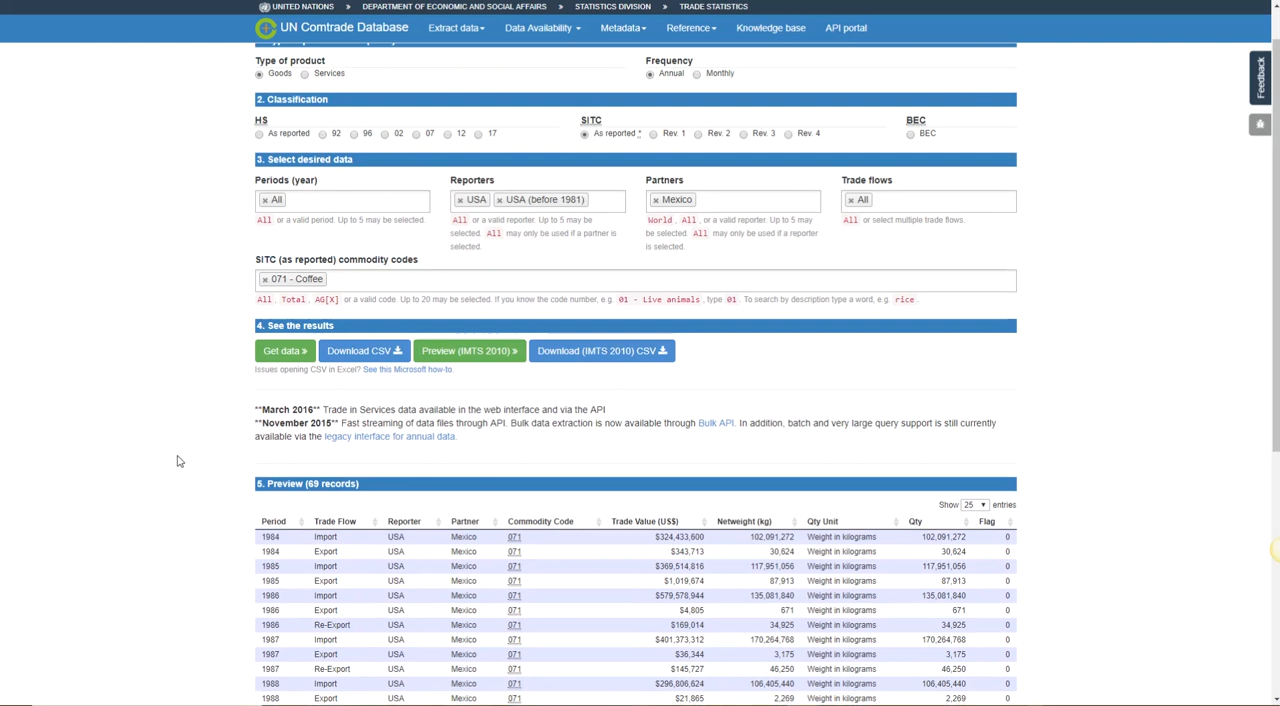 UNITED NATIONS » DEPARTMENT OF ECONOMIC AND SOCIAL AFFAIRS » STATISTICS DIVISION » TRADE STATISTICS
UN Comtrade Database Extract data Data Availability Metadata Reference Knowledge base API portal
Type of product Frequency
Goods Services Annual Monthly
2. Classification
HS SITC BEC
As reported 92 96 02 07 12 17 As reported * Rev. 1 Rev. 2 Rev. 3 Rev. 4 BEC
3. Select desired data
Periods (year) Reporters Partners Trade flows
× All × USA × USA (before 1981) × Mexico × All
All or a valid period. Up to 5 may be selected. All or a valid reporter. Up to 5 may be World, All, or a valid reporter. Up to 5 may All or select multiple trade flows.
selected. All may only be used if a partner is be selected. All may only be used if a reporter
selected. is selected.
SITC (as reported) commodity codes
× 071 - Coffee
All, Total, AG[X] or a valid code. Up to 20 may be selected. If you know the code number, e.g. 01 - Live animals, type 01. To search by description type a word, e.g. rice.
4. See the results
Get data » Download CSV Preview (IMTS 2010) » Download (IMTS 2010) CSV
Issues opening CSV in Excel? See this Microsoft how-to.
**March 2016** Trade in Services data available in the web interface and via the API
**November 2015** Fast streaming of data files through API. Bulk data extraction is now available through Bulk API. In addition, batch and very large query support is still currently
available via the legacy interface for annual data.
5. Preview (69 records)
Show 25 entries
Period Trade Flow Reporter Partner Commodity Code Trade Value (US$) Netweight (kg) Qty Unit Qty Flag
1984 Import USA Mexico 071 $324,433,600 102,091,272 Weight in kilograms 102,091,272 0
1984 Export USA Mexico 071 $343,713 30,624 Weight in kilograms 30,624 0
1985 Import USA Mexico 071 $369,514,816 117,951,056 Weight in kilograms 117,951,056 0
1985 Export USA Mexico 071 $1,019,674 87,913 Weight in kilograms 87,913 0
1986 Import USA Mexico 071 $579,578,944 135,081,840 Weight in kilograms 135,081,840 0
1986 Export USA Mexico 071 $4,805 671 Weight in kilograms 671 0
1986 Re-Export USA Mexico 071 $169,014 34,925 Weight in kilograms 34,925 0
1987 Import USA Mexico 071 $401,373,312 170,264,768 Weight in kilograms 170,264,768 0
1987 Export USA Mexico 071 $36,344 3,175 Weight in kilograms 3,175 0
1987 Re-Export USA Mexico 071 $145,727 46,250 Weight in kilograms 46,250 0
1988 Import USA Mexico 071 $296,806,624 106,405,440 Weight in kilograms 106,405,440 0
1988 Export USA Mexico 071 $21,865 2,269 Weight in kilograms 2,269 0
Feedback